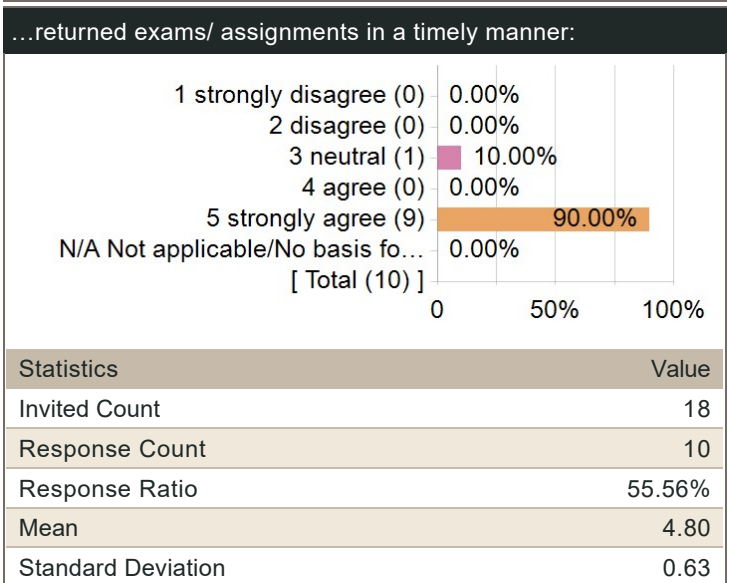 …returned exams/ assignments in a timely manner:
1 strongly disagree (0) 0.00%
2 disagree (0) 0.00%
3 neutral (1) 10.00%
4 agree (0) 0.00%
5 strongly agree (9) 90.00%
N/A Not applicable/No basis fo… 0.00%
[ Total (10) ]
0 50% 100%
Statistics Value
Invited Count 18
Response Count 10
Response Ratio 55.56%
Mean 4.80
Standard Deviation 0.63